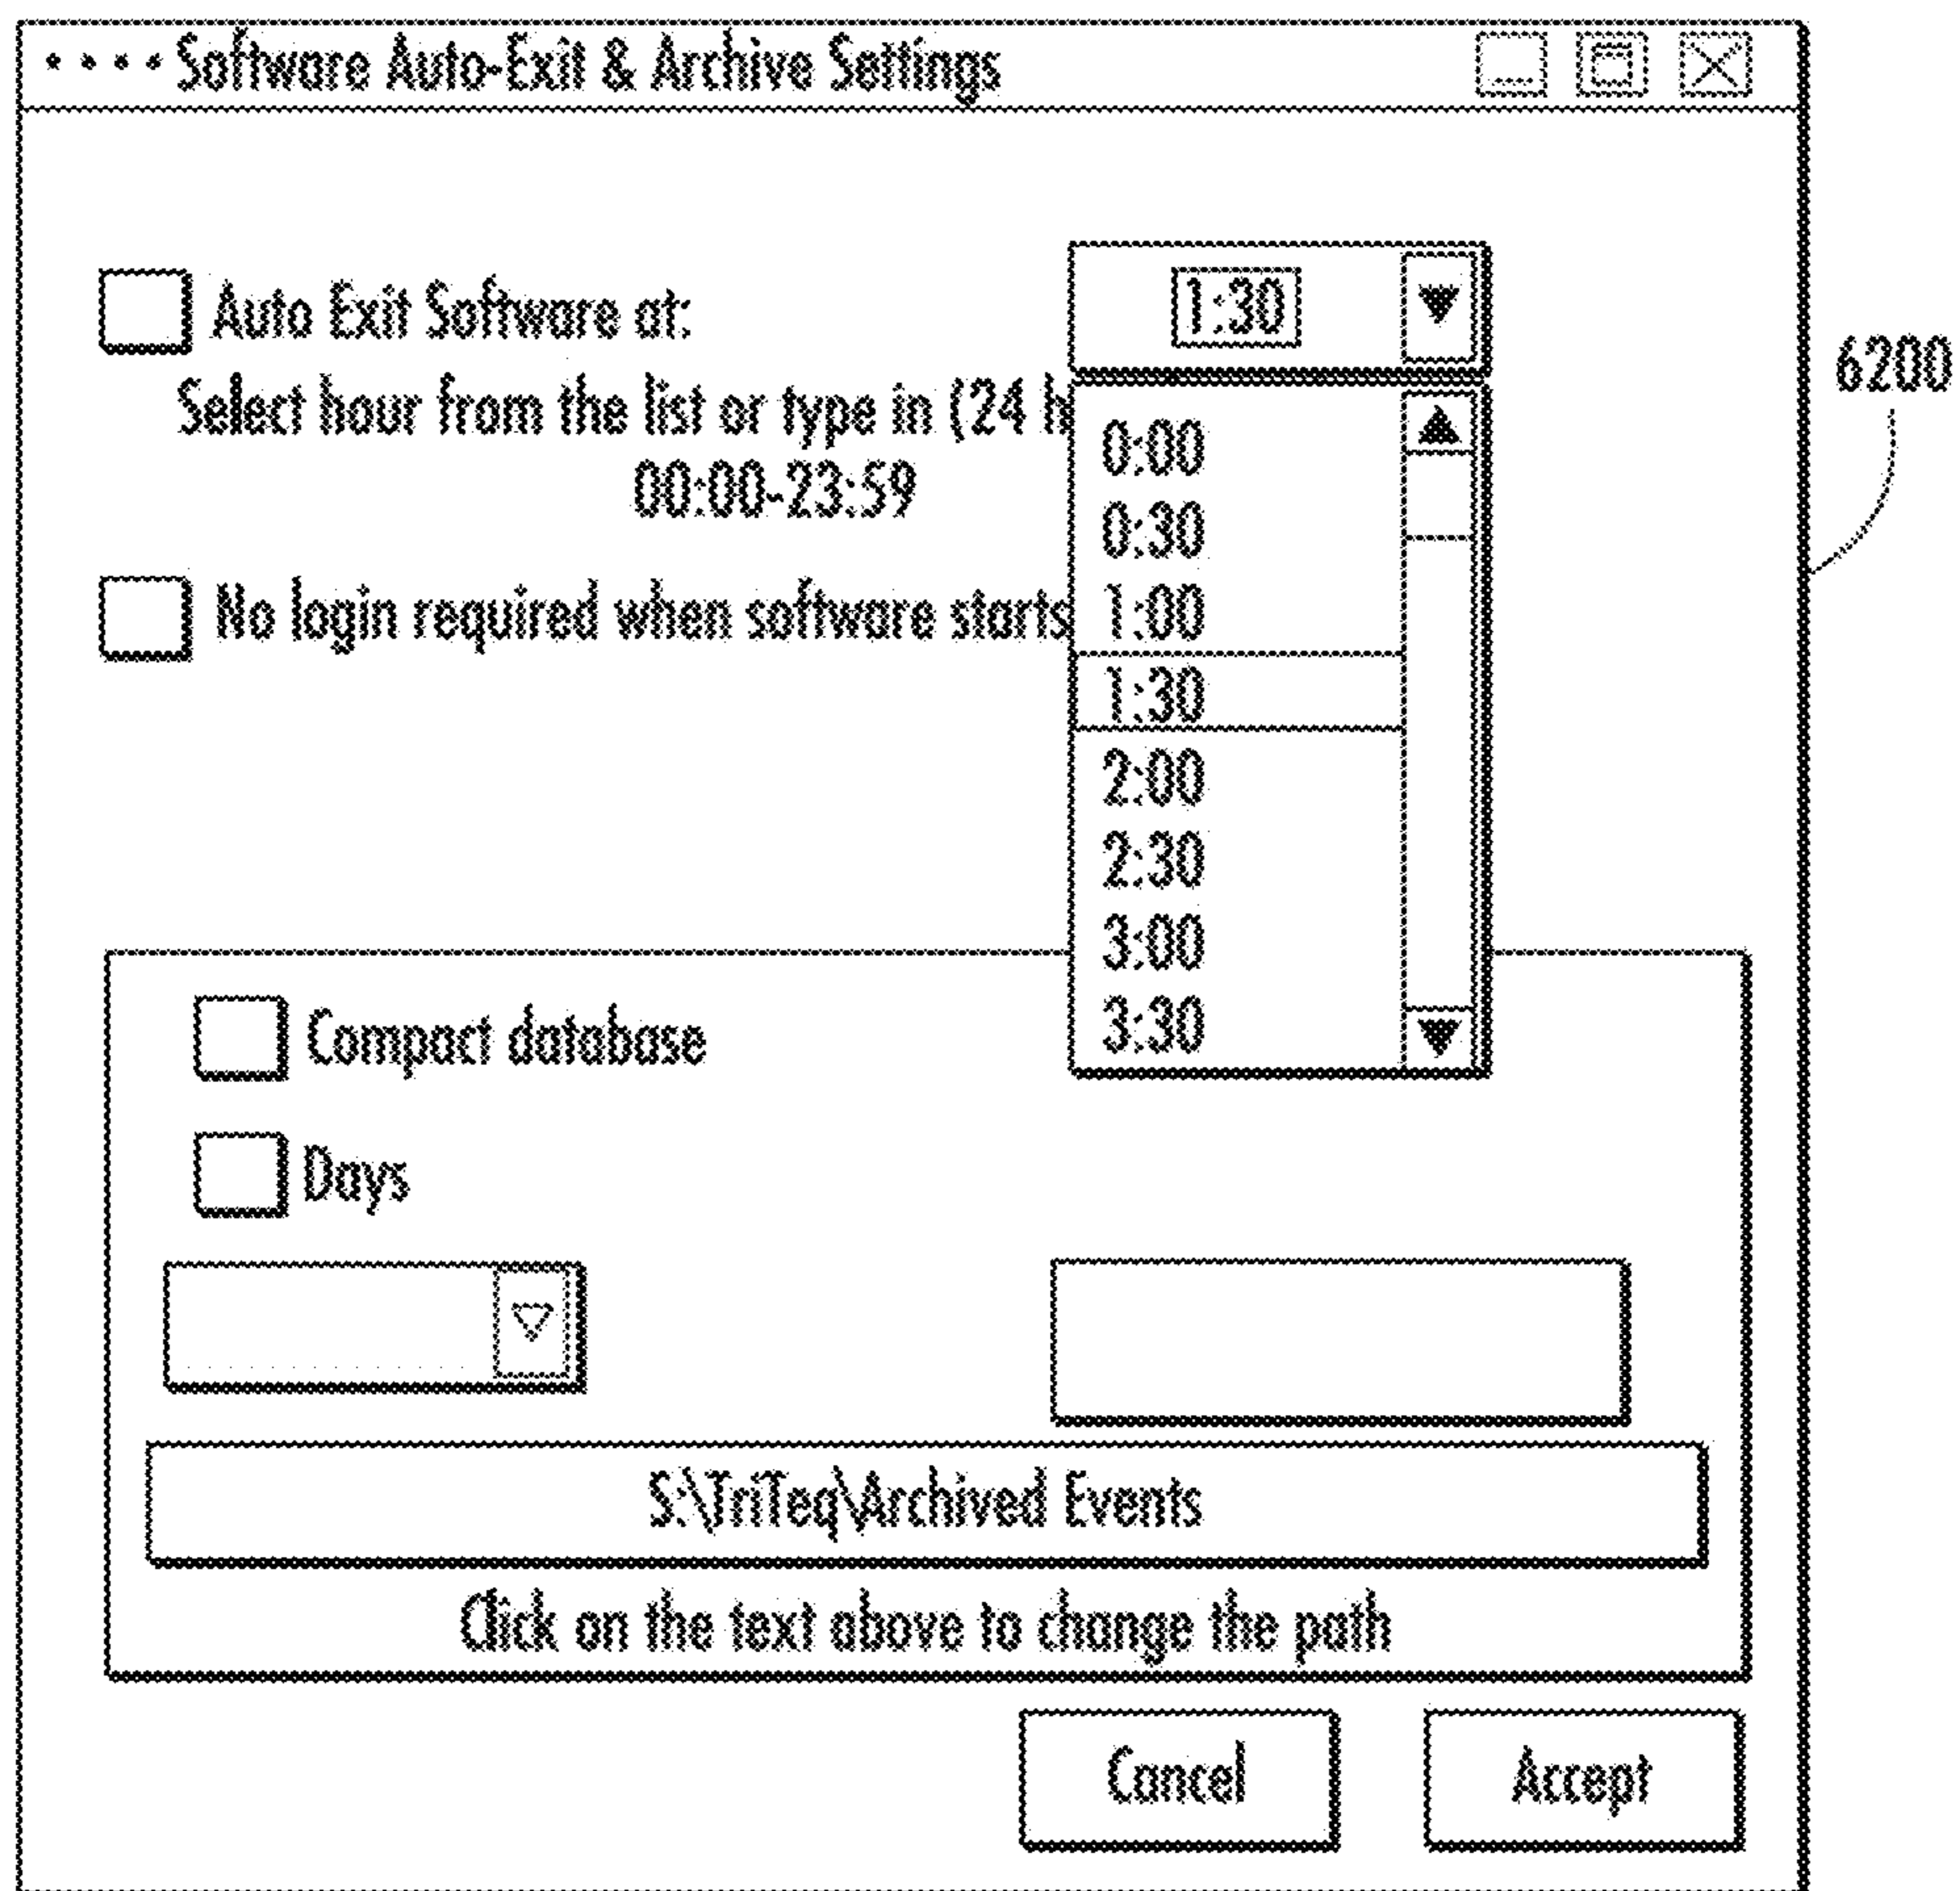 Software Auto-Exit & Archive Settings
Auto Exit Software at:
1:30
6200
Select hour from the list or type in (24 h
00:00-23:59
No login required when software starts
0:00
0:30
1:00
1:30
2:00
2:30
3:00
3:30
Compact database
Days
S:\TriTeq\Archived Events
Click on the text above to change the path
Cancel
Accept